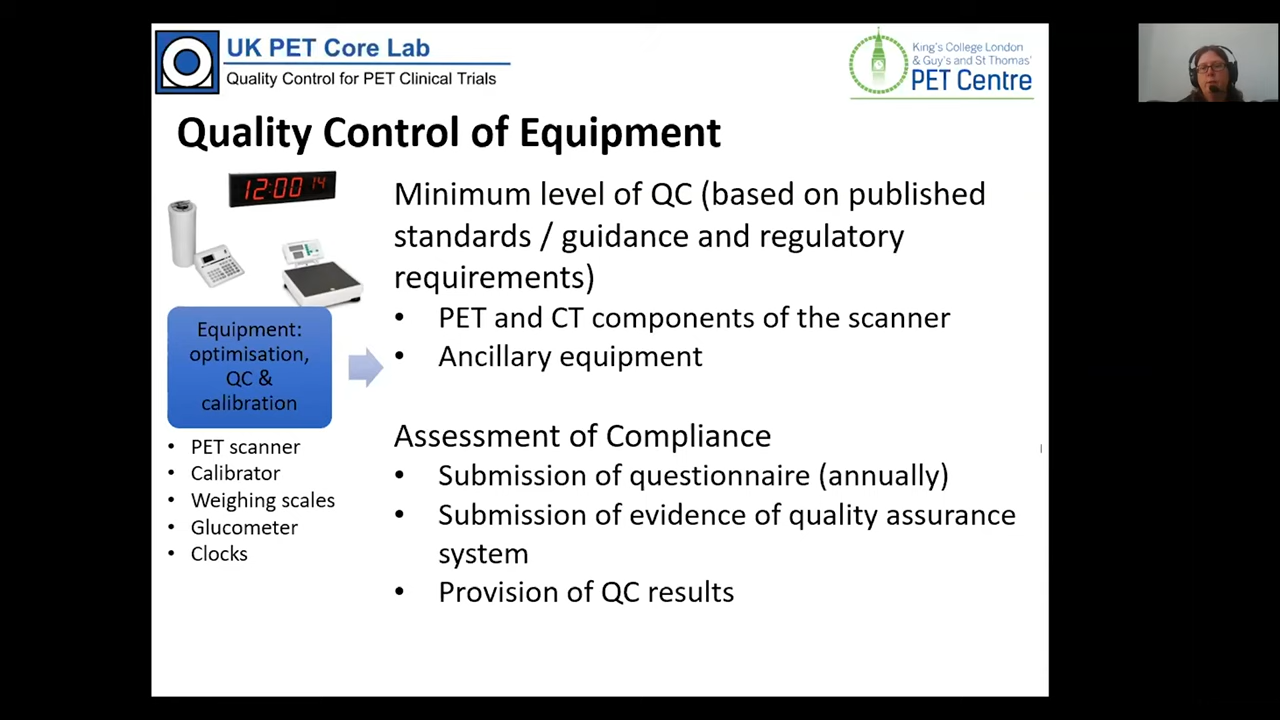 UK PET Core Lab
Quality Control for PET Clinical Trials
King's College London
& Guy's and St Thomas'
PET Centre
Quality Control of Equipment
12:00 14
Equipment:
optimisation,
QC &
calibration
• PET scanner
• Calibrator
• Weighing scales
• Glucometer
• Clocks
Minimum level of QC (based on published
standards / guidance and regulatory
requirements)
• PET and CT components of the scanner
• Ancillary equipment
Assessment of Compliance
• Submission of questionnaire (annually)
• Submission of evidence of quality assurance
system
• Provision of QC results